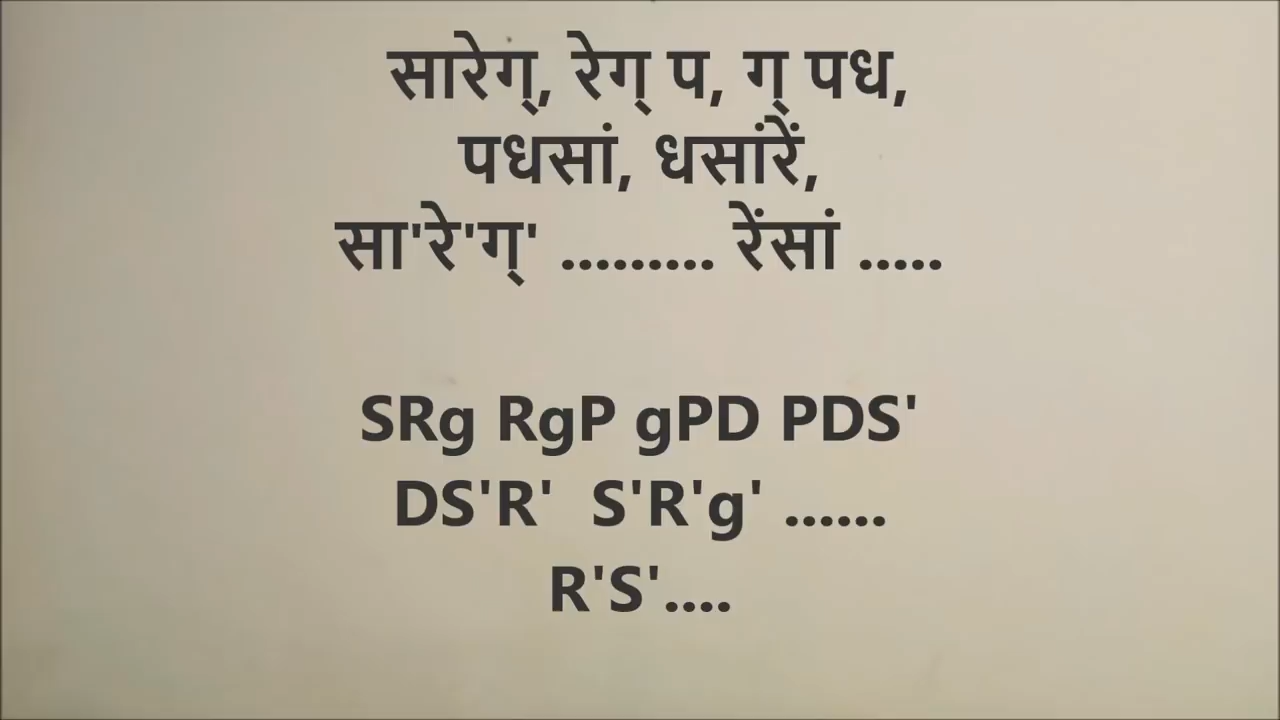 सारेग्, रेग् प, ग् पध,
पधसां, धसांरें,
सा'रे'ग्' ......... रेंसां .....
SRg RgP gPD PDS'
DS'R'  S'R'g' ......
R'S'....